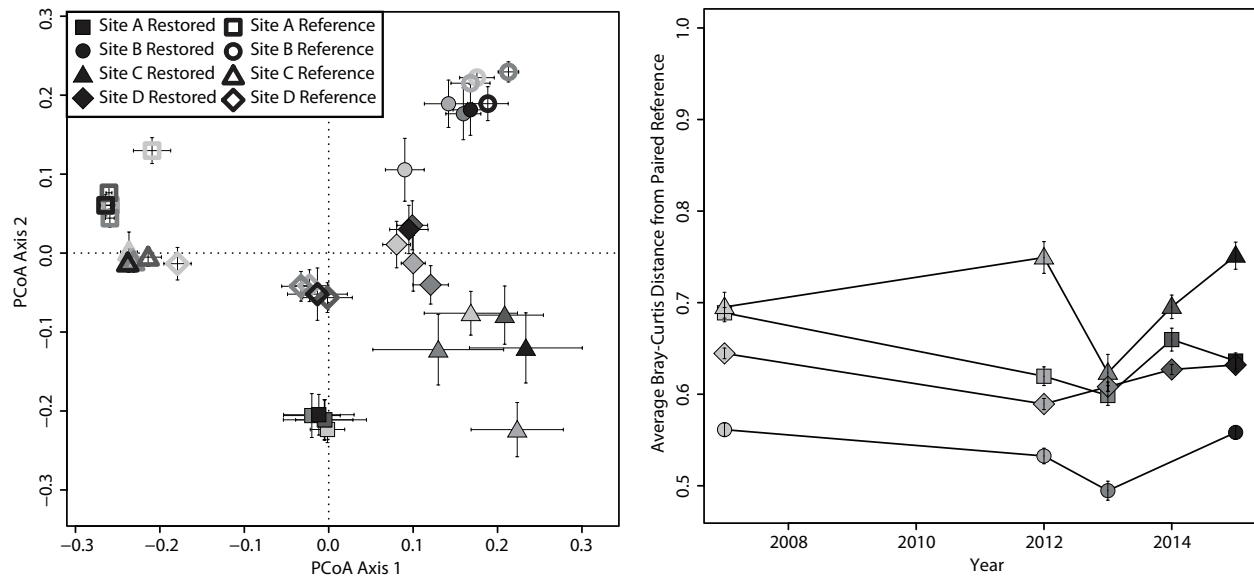 Site A Restored Site A Reference
Site B Restored Site B Reference
Site C Restored Site C Reference
Site D Restored Site D Reference
0.3
0.2
0.1
0.0
−0.1
−0.2
−0.3
PCoA Axis 2
−0.3 −0.2 −0.1 0.0 0.1 0.2 0.3
PCoA Axis 1
1.0
0.9
0.8
0.7
0.6
0.5
Average Bray-Curtis Distance from Paired Reference
2008 2010 2012 2014
Year